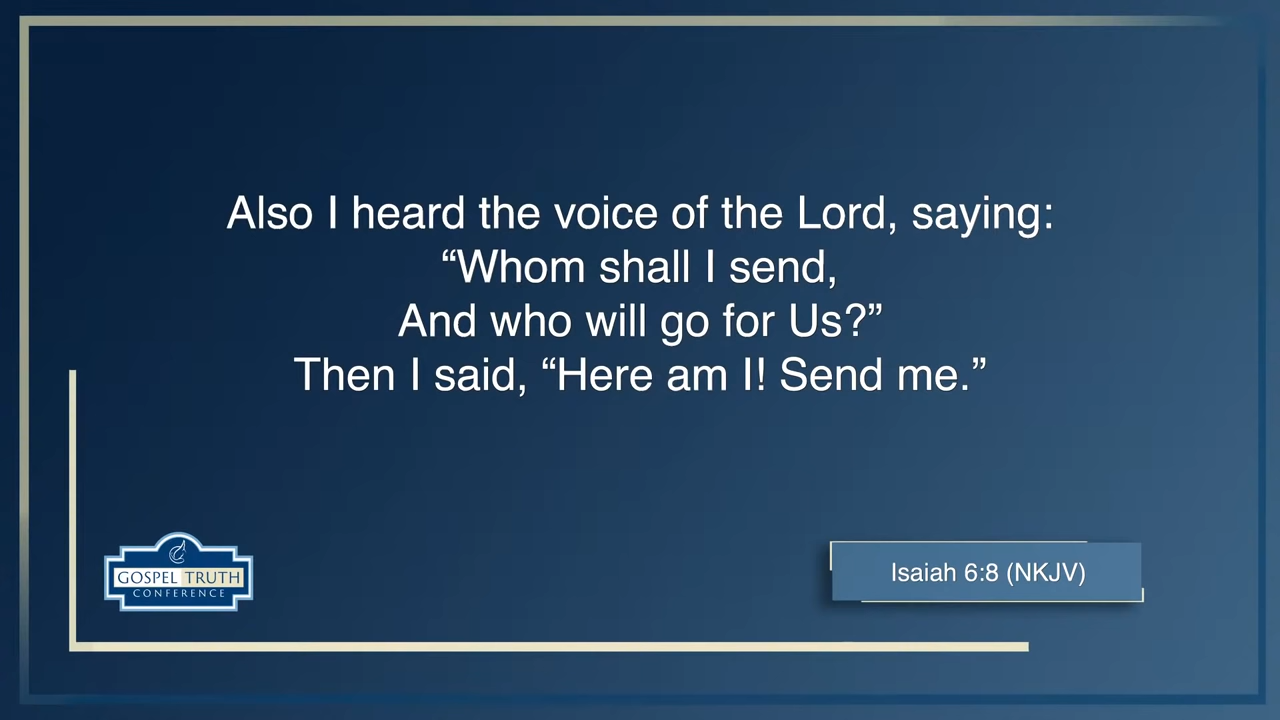 Also I heard the voice of the Lord, saying:
“Whom shall I send,
And who will go for Us?”
Then I said, “Here am I! Send me.”
GOSPEL TRUTH
CONFERENCE
Isaiah 6:8 (NKJV)